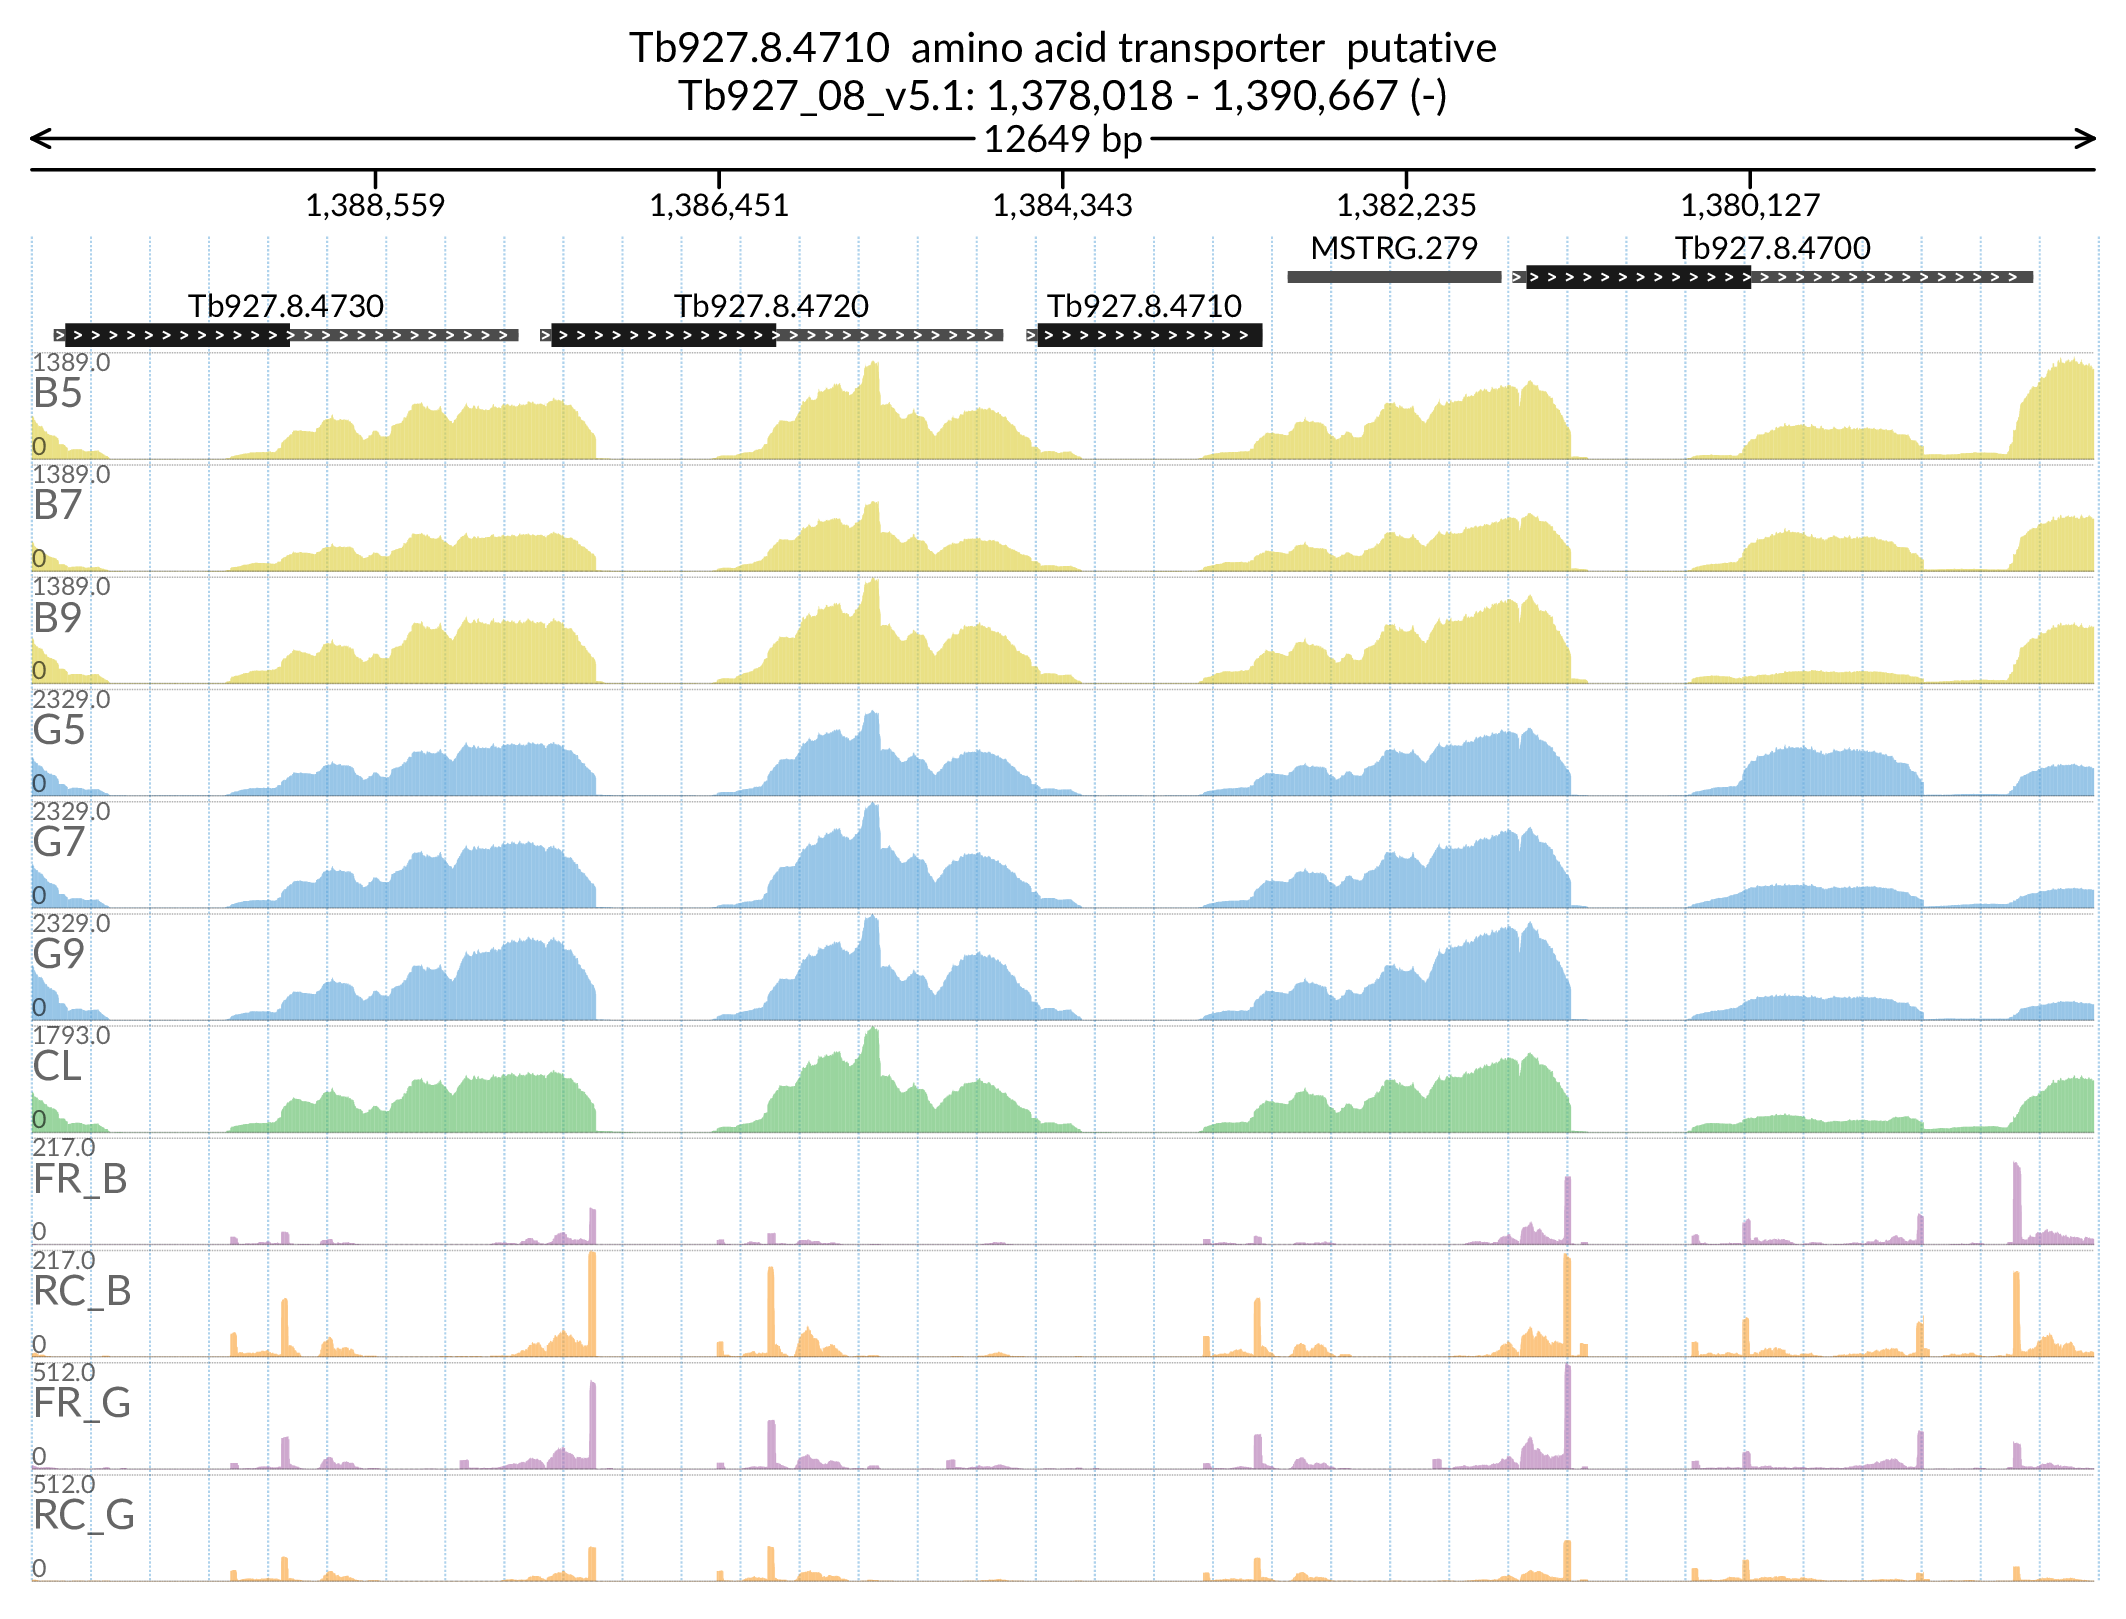 Tb927.8.4710  amino acid transporter  putative
Tb927_08_v5.1: 1,378,018 - 1,390,667 (-)
12649 bp
1,388,559 1,386,451 1,384,343 1,382,235 1,380,127
MSTRG.279 Tb927.8.4700
Tb927.8.4730 Tb927.8.4720 Tb927.8.4710
1389.0
B5
0
1389.0
B7
0
1389.0
B9
0
2329.0
G5
0
2329.0
G7
0
2329.0
G9
0
1793.0
CL
0
217.0
FR_B
0
217.0
RC_B
0
512.0
FR_G
0
512.0
RC_G
0